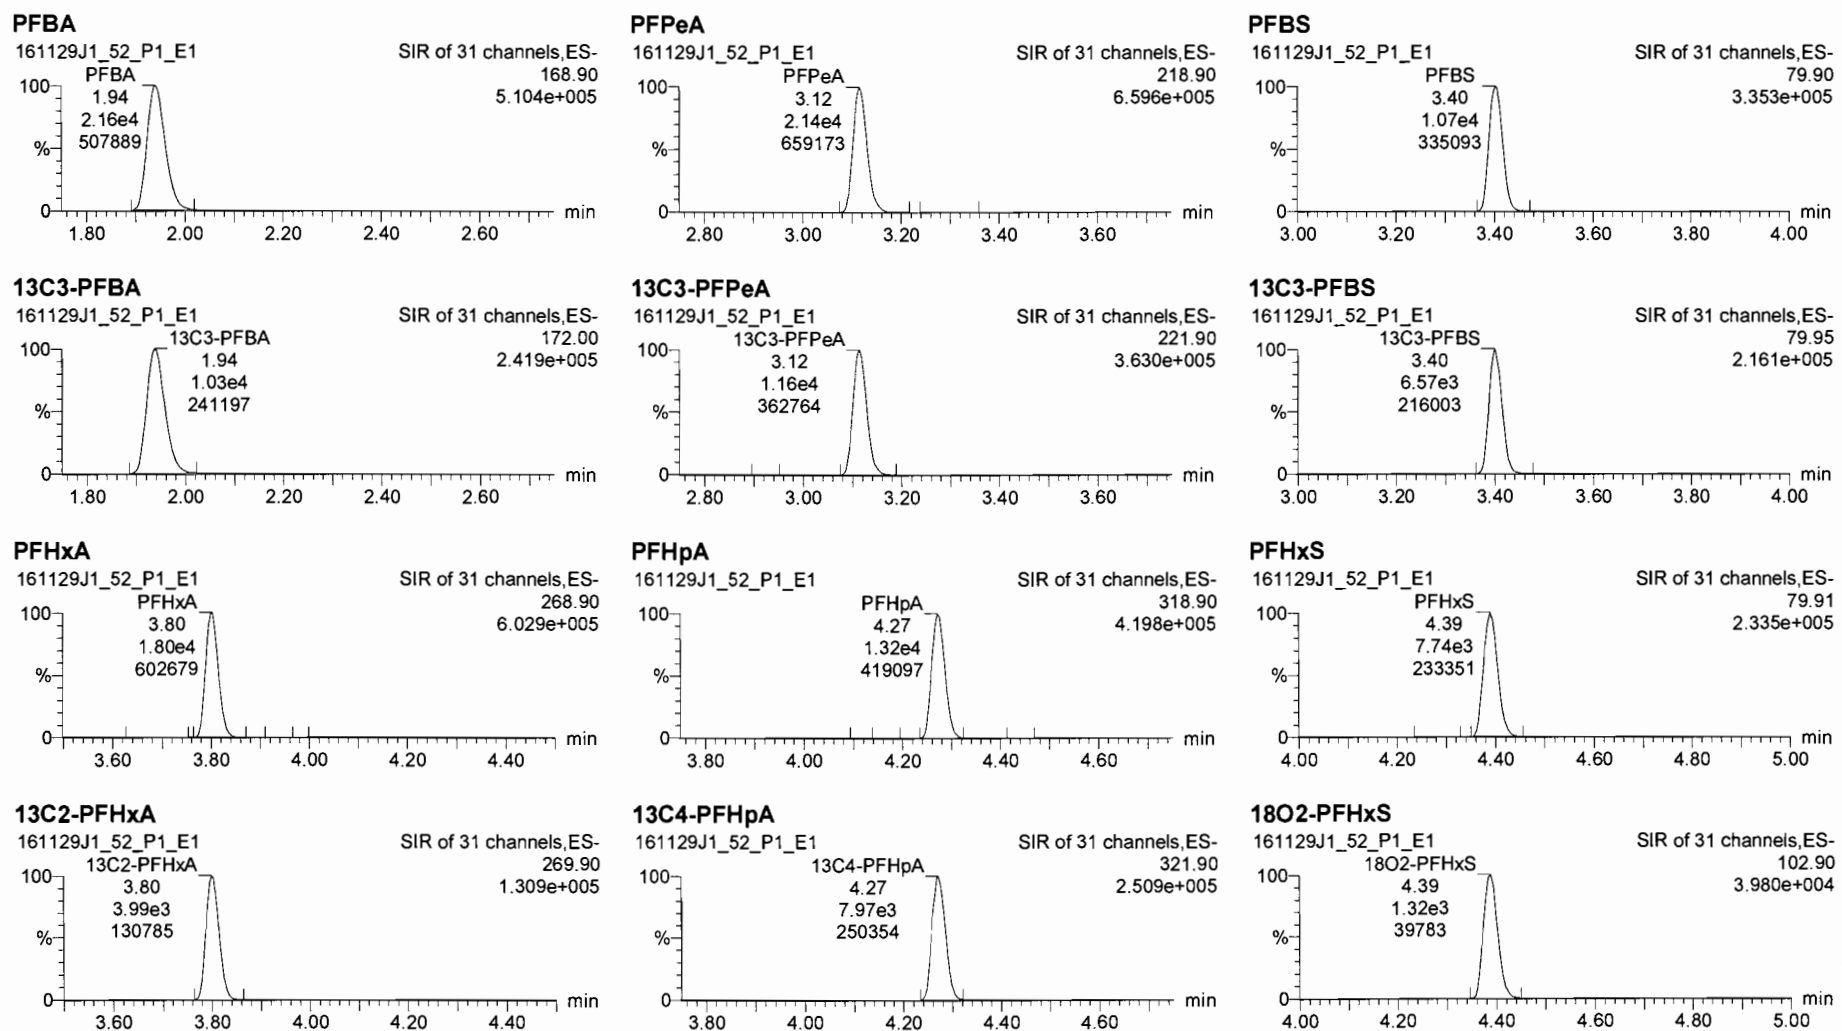 PFBA
161129J1_52_P1_E1
SIR of 31 channels,ES-
168.90
5.104e+005
PFBA
1.94
2.16e4
507889
100
%
0
min
1.80 2.00 2.20 2.40 2.60
PFPeA
161129J1_52_P1_E1
SIR of 31 channels,ES-
218.90
6.596e+005
PFPeA
3.12
2.14e4
659173
100
%
0
min
2.80 3.00 3.20 3.40 3.60
PFBS
161129J1_52_P1_E1
SIR of 31 channels,ES-
79.90
3.353e+005
PFBS
3.40
1.07e4
335093
100
%
0
min
3.00 3.20 3.40 3.60 3.80 4.00
13C3-PFBA
161129J1_52_P1_E1
SIR of 31 channels,ES-
172.00
2.419e+005
13C3-PFBA
1.94
1.03e4
241197
100
%
0
min
1.80 2.00 2.20 2.40 2.60
13C3-PFPeA
161129J1_52_P1_E1
SIR of 31 channels,ES-
221.90
3.630e+005
13C3-PFPeA
3.12
1.16e4
362764
100
%
0
min
2.80 3.00 3.20 3.40 3.60
13C3-PFBS
161129J1_52_P1_E1
SIR of 31 channels,ES-
79.95
2.161e+005
13C3-PFBS
3.40
6.57e3
216003
100
%
0
min
3.00 3.20 3.40 3.60 3.80 4.00
PFHxA
161129J1_52_P1_E1
SIR of 31 channels,ES-
268.90
6.029e+005
PFHxA
3.80
1.80e4
602679
100
%
0
min
3.60 3.80 4.00 4.20 4.40
PFHpA
161129J1_52_P1_E1
SIR of 31 channels,ES-
318.90
4.198e+005
PFHpA
4.27
1.32e4
419097
100
%
0
min
3.80 4.00 4.20 4.40 4.60
PFHxS
161129J1_52_P1_E1
SIR of 31 channels,ES-
79.91
2.335e+005
PFHxS
4.39
7.74e3
233351
100
%
0
min
4.00 4.20 4.40 4.60 4.80 5.00
13C2-PFHxA
161129J1_52_P1_E1
SIR of 31 channels,ES-
269.90
1.309e+005
13C2-PFHxA
3.80
3.99e3
130785
100
%
0
min
3.60 3.80 4.00 4.20 4.40
13C4-PFHpA
161129J1_52_P1_E1
SIR of 31 channels,ES-
321.90
2.509e+005
13C4-PFHpA
4.27
7.97e3
250354
100
%
0
min
3.80 4.00 4.20 4.40 4.60
18O2-PFHxS
161129J1_52_P1_E1
SIR of 31 channels,ES-
102.90
3.980e+004
18O2-PFHxS
4.39
1.32e3
39783
100
%
0
min
4.00 4.20 4.40 4.60 4.80 5.00